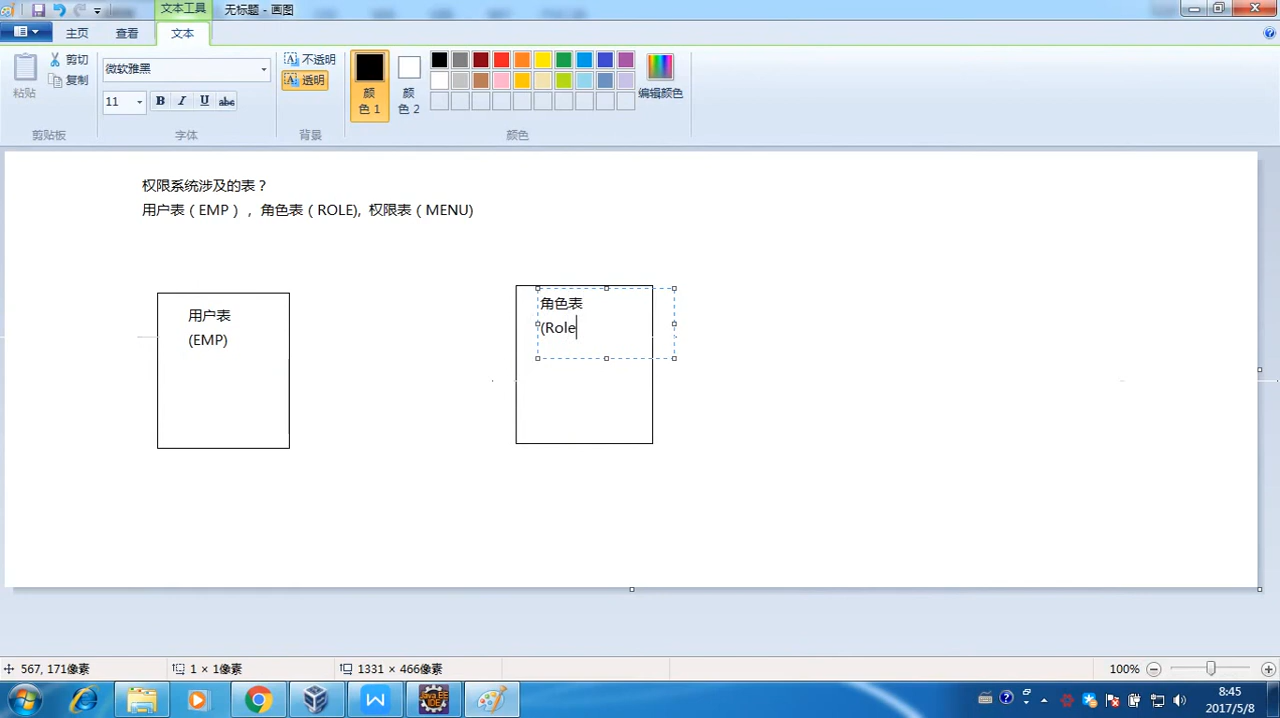 文本工具
无标题 - 画图
主页
查看
文本
粘贴
剪切
复制
剪贴板
微软雅黑
11
B I U abc
字体
不透明
透明
背景
颜色 1
颜色 2
编辑颜色
颜色
权限系统涉及的表？
用户表（EMP），角色表（ROLE), 权限表（MENU)
用户表
(EMP)
角色表
(Role
567, 171像素
1 × 1像素
1331 × 466像素
100%
Java EE
IDE
8:45
2017/5/8